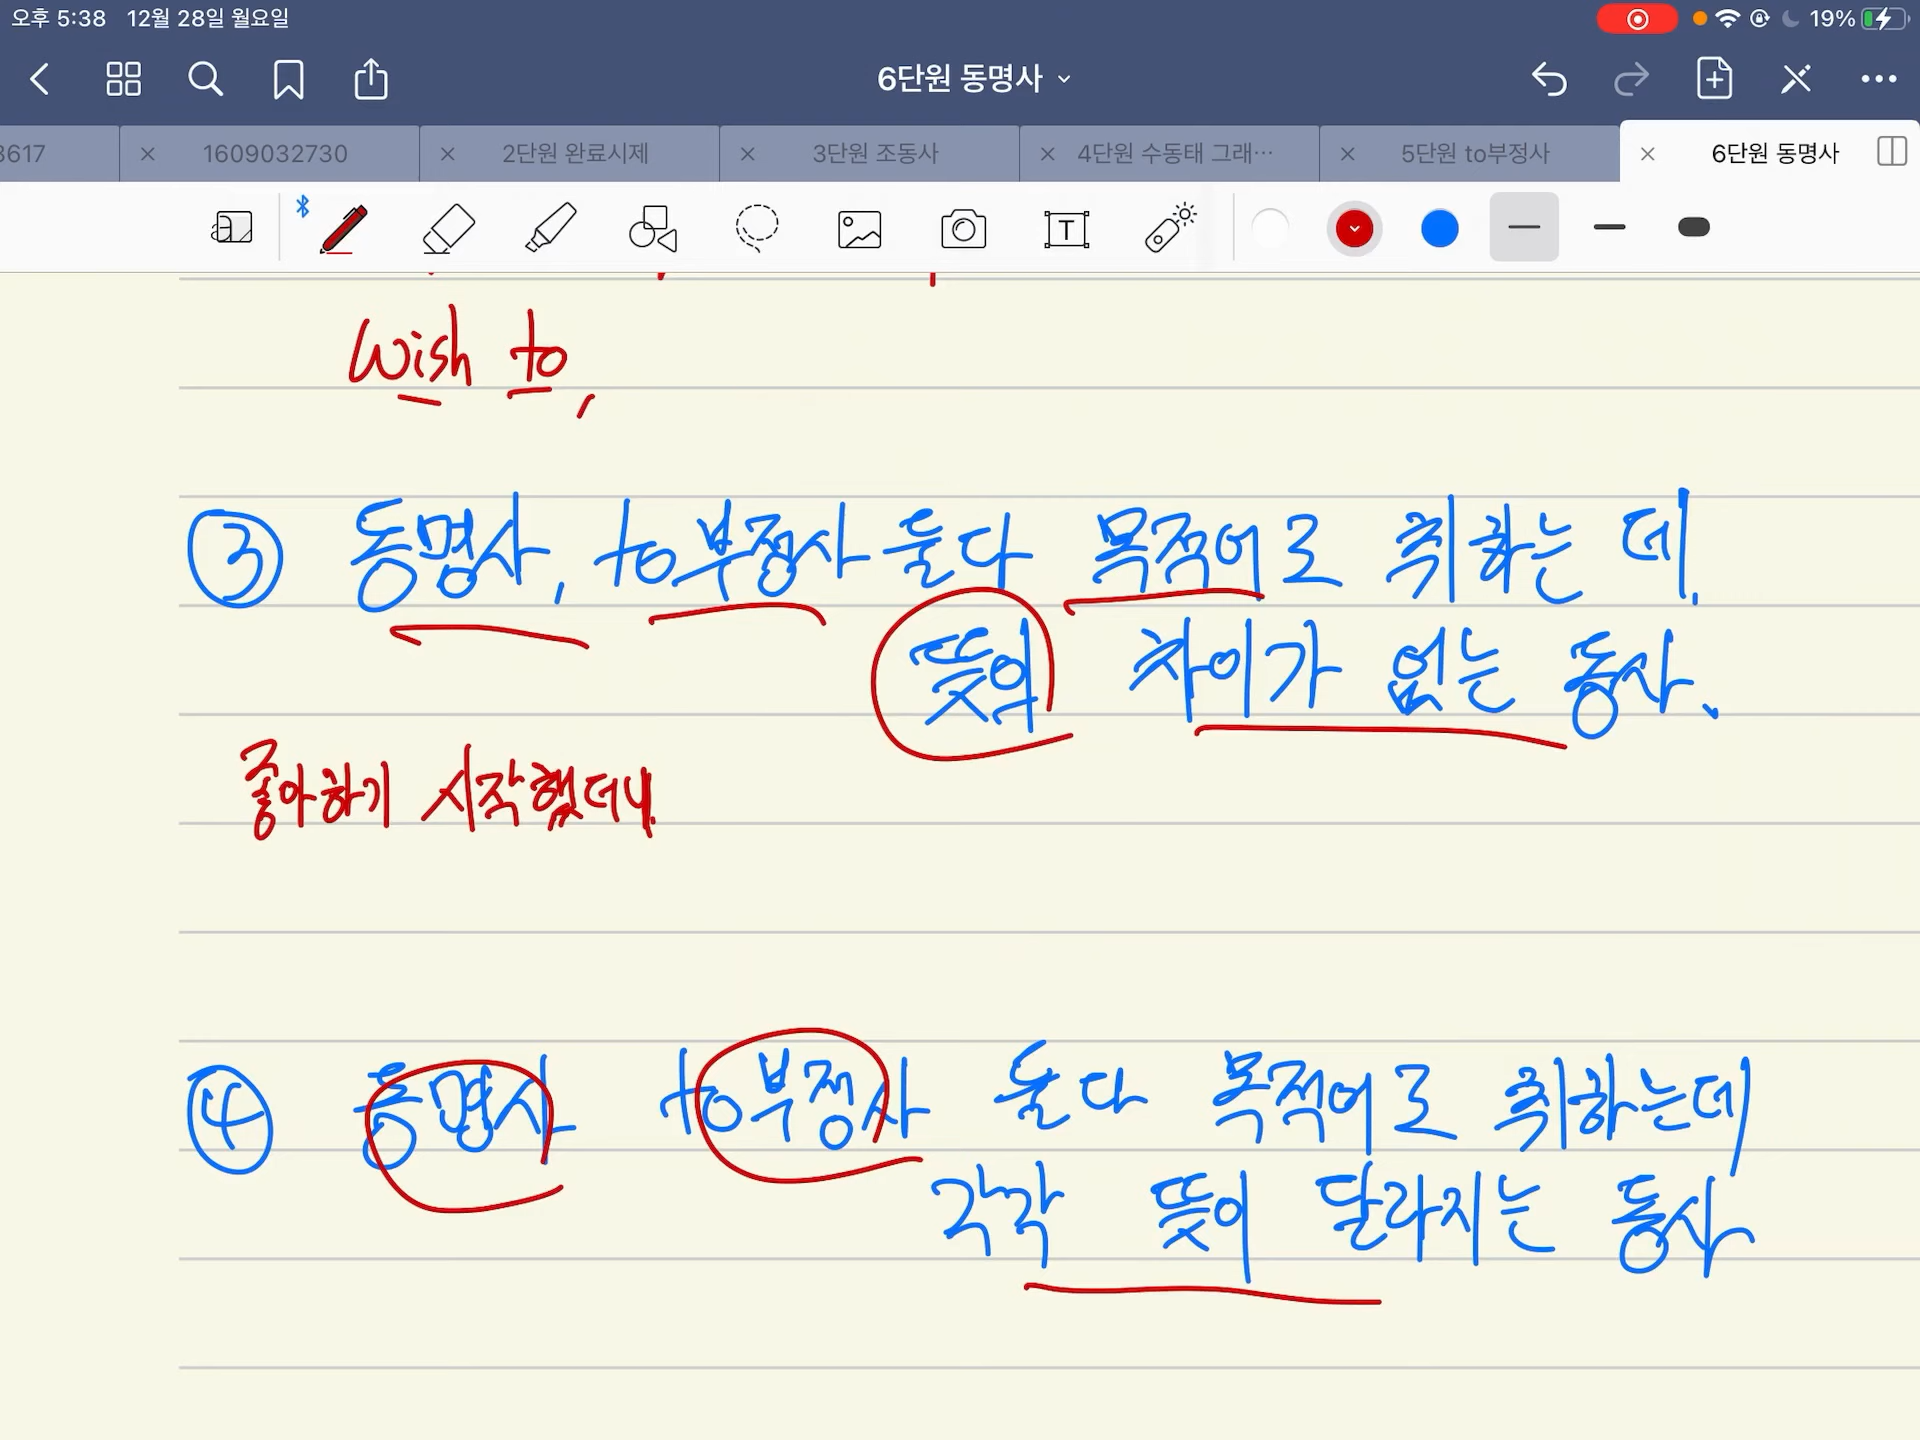 오후 5:38 12월 28일 월요일 19%
6단원 동명사
3617 1609032730 2단원 완료시제 3단원 조동사 4단원 수동태 그래… 5단원 to부정사 6단원 동명사
Wish to,
③ 동명사, to부정사 둘다 목적어로 취하는 데,
뜻의 차이가 없는 동사.
좋아하기 시작했더니
④ 동명사 to부정사 둘다 목적어로 취하는데
각각 뜻이 달라지는 동사